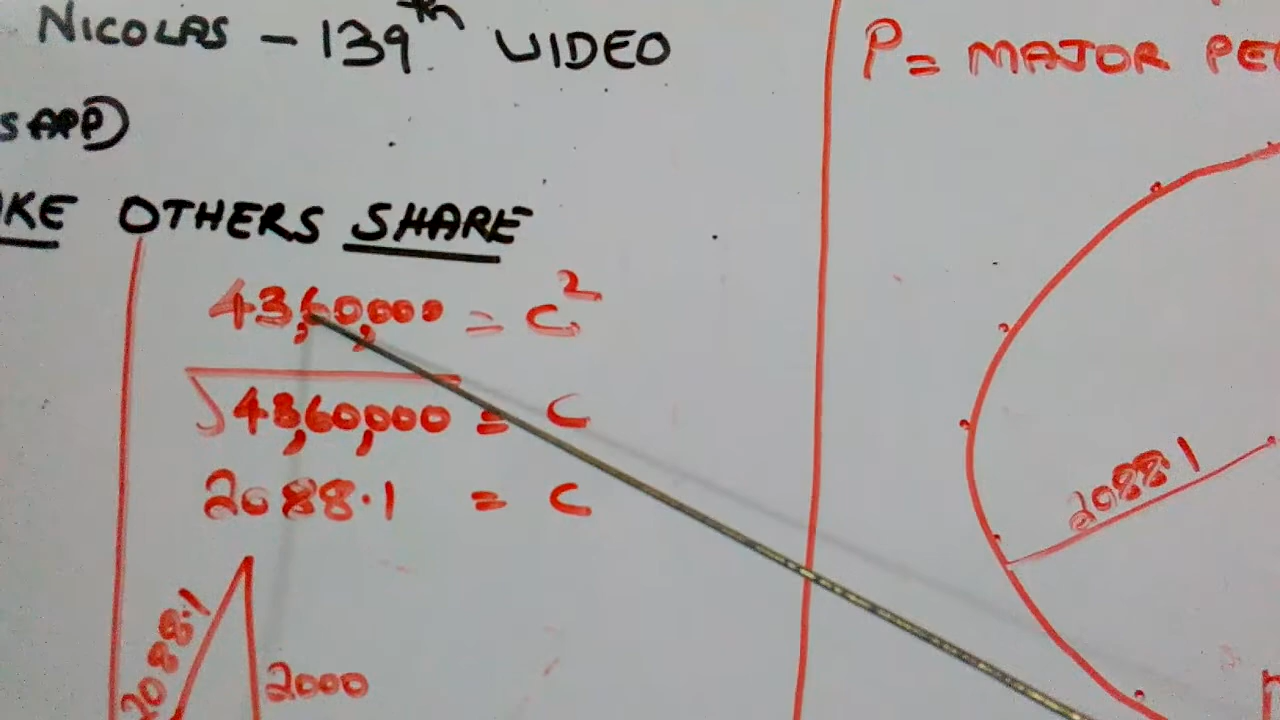 NICOLAS - 139th VIDEO
SAPP)
KE OTHERS SHARE
43,60,000 = C²
√43,60,000 = C
2088.1 = C
2088.1
2000
P = MAJOR PE
2088.1